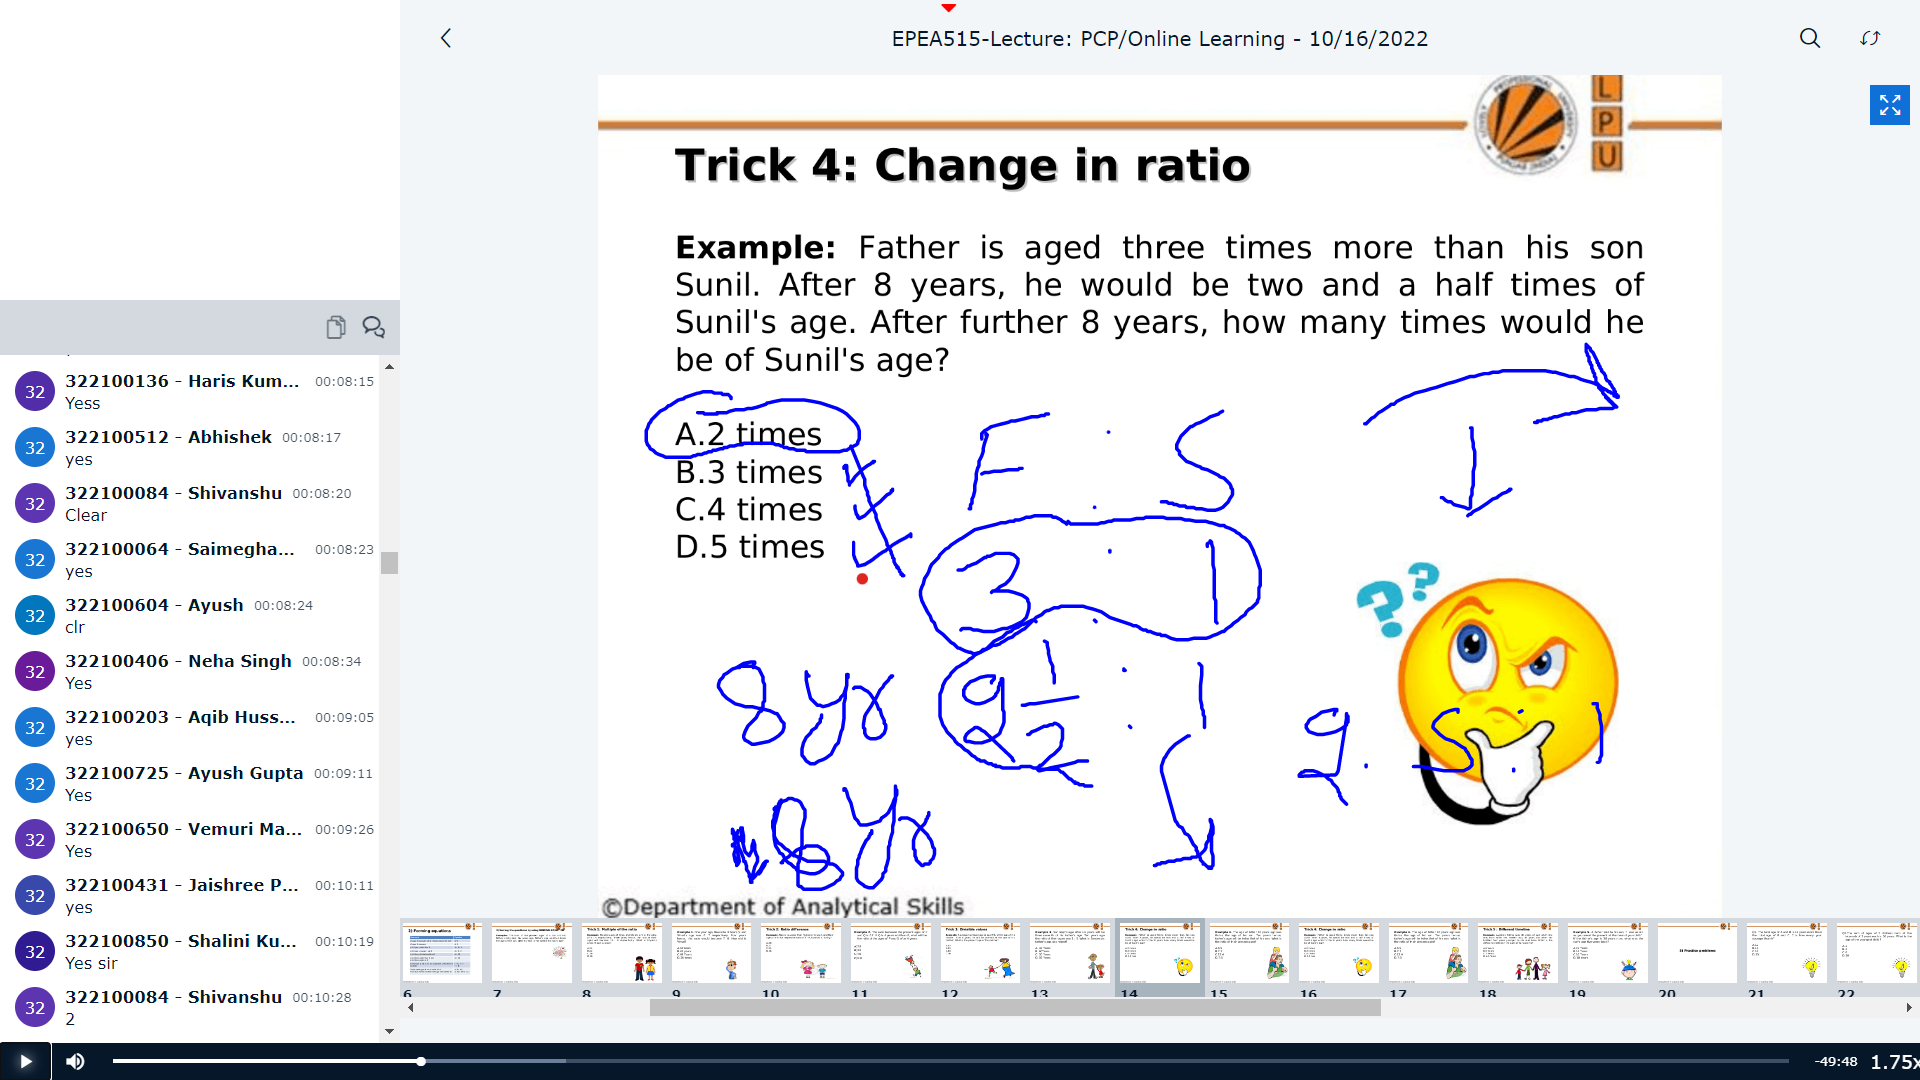 EPEA515-Lecture: PCP/Online Learning - 10/16/2022
L
P
U
Trick 4: Change in ratio
Example: Father is aged three times more than his son
Sunil. After 8 years, he would be two and a half times of
Sunil's age. After further 8 years, how many times would he
be of Sunil's age?
A.2 times
B.3 times
C.4 times
D.5 times
F : S
3 : 1
8 yr 2 1/2 : 1
2.5 : 1
8 yr
©Department of Analytical Skills
32 322100136 - Haris Kum... 00:08:15
Yess
32 322100512 - Abhishek 00:08:17
yes
32 322100084 - Shivanshu 00:08:20
Clear
32 322100064 - Saimegha... 00:08:23
yes
32 322100604 - Ayush 00:08:24
clr
32 322100406 - Neha Singh 00:08:34
Yes
32 322100203 - Aqib Huss... 00:09:05
yes
32 322100725 - Ayush Gupta 00:09:11
Yes
32 322100650 - Vemuri Ma... 00:09:26
Yes
32 322100431 - Jaishree P... 00:10:11
yes
32 322100850 - Shalini Ku... 00:10:19
Yes sir
32 322100084 - Shivanshu 00:10:28
2
6 7 8 9 10 11 12 13 14 15 16 17 18 19 20 21 22
-49:48 1.75x